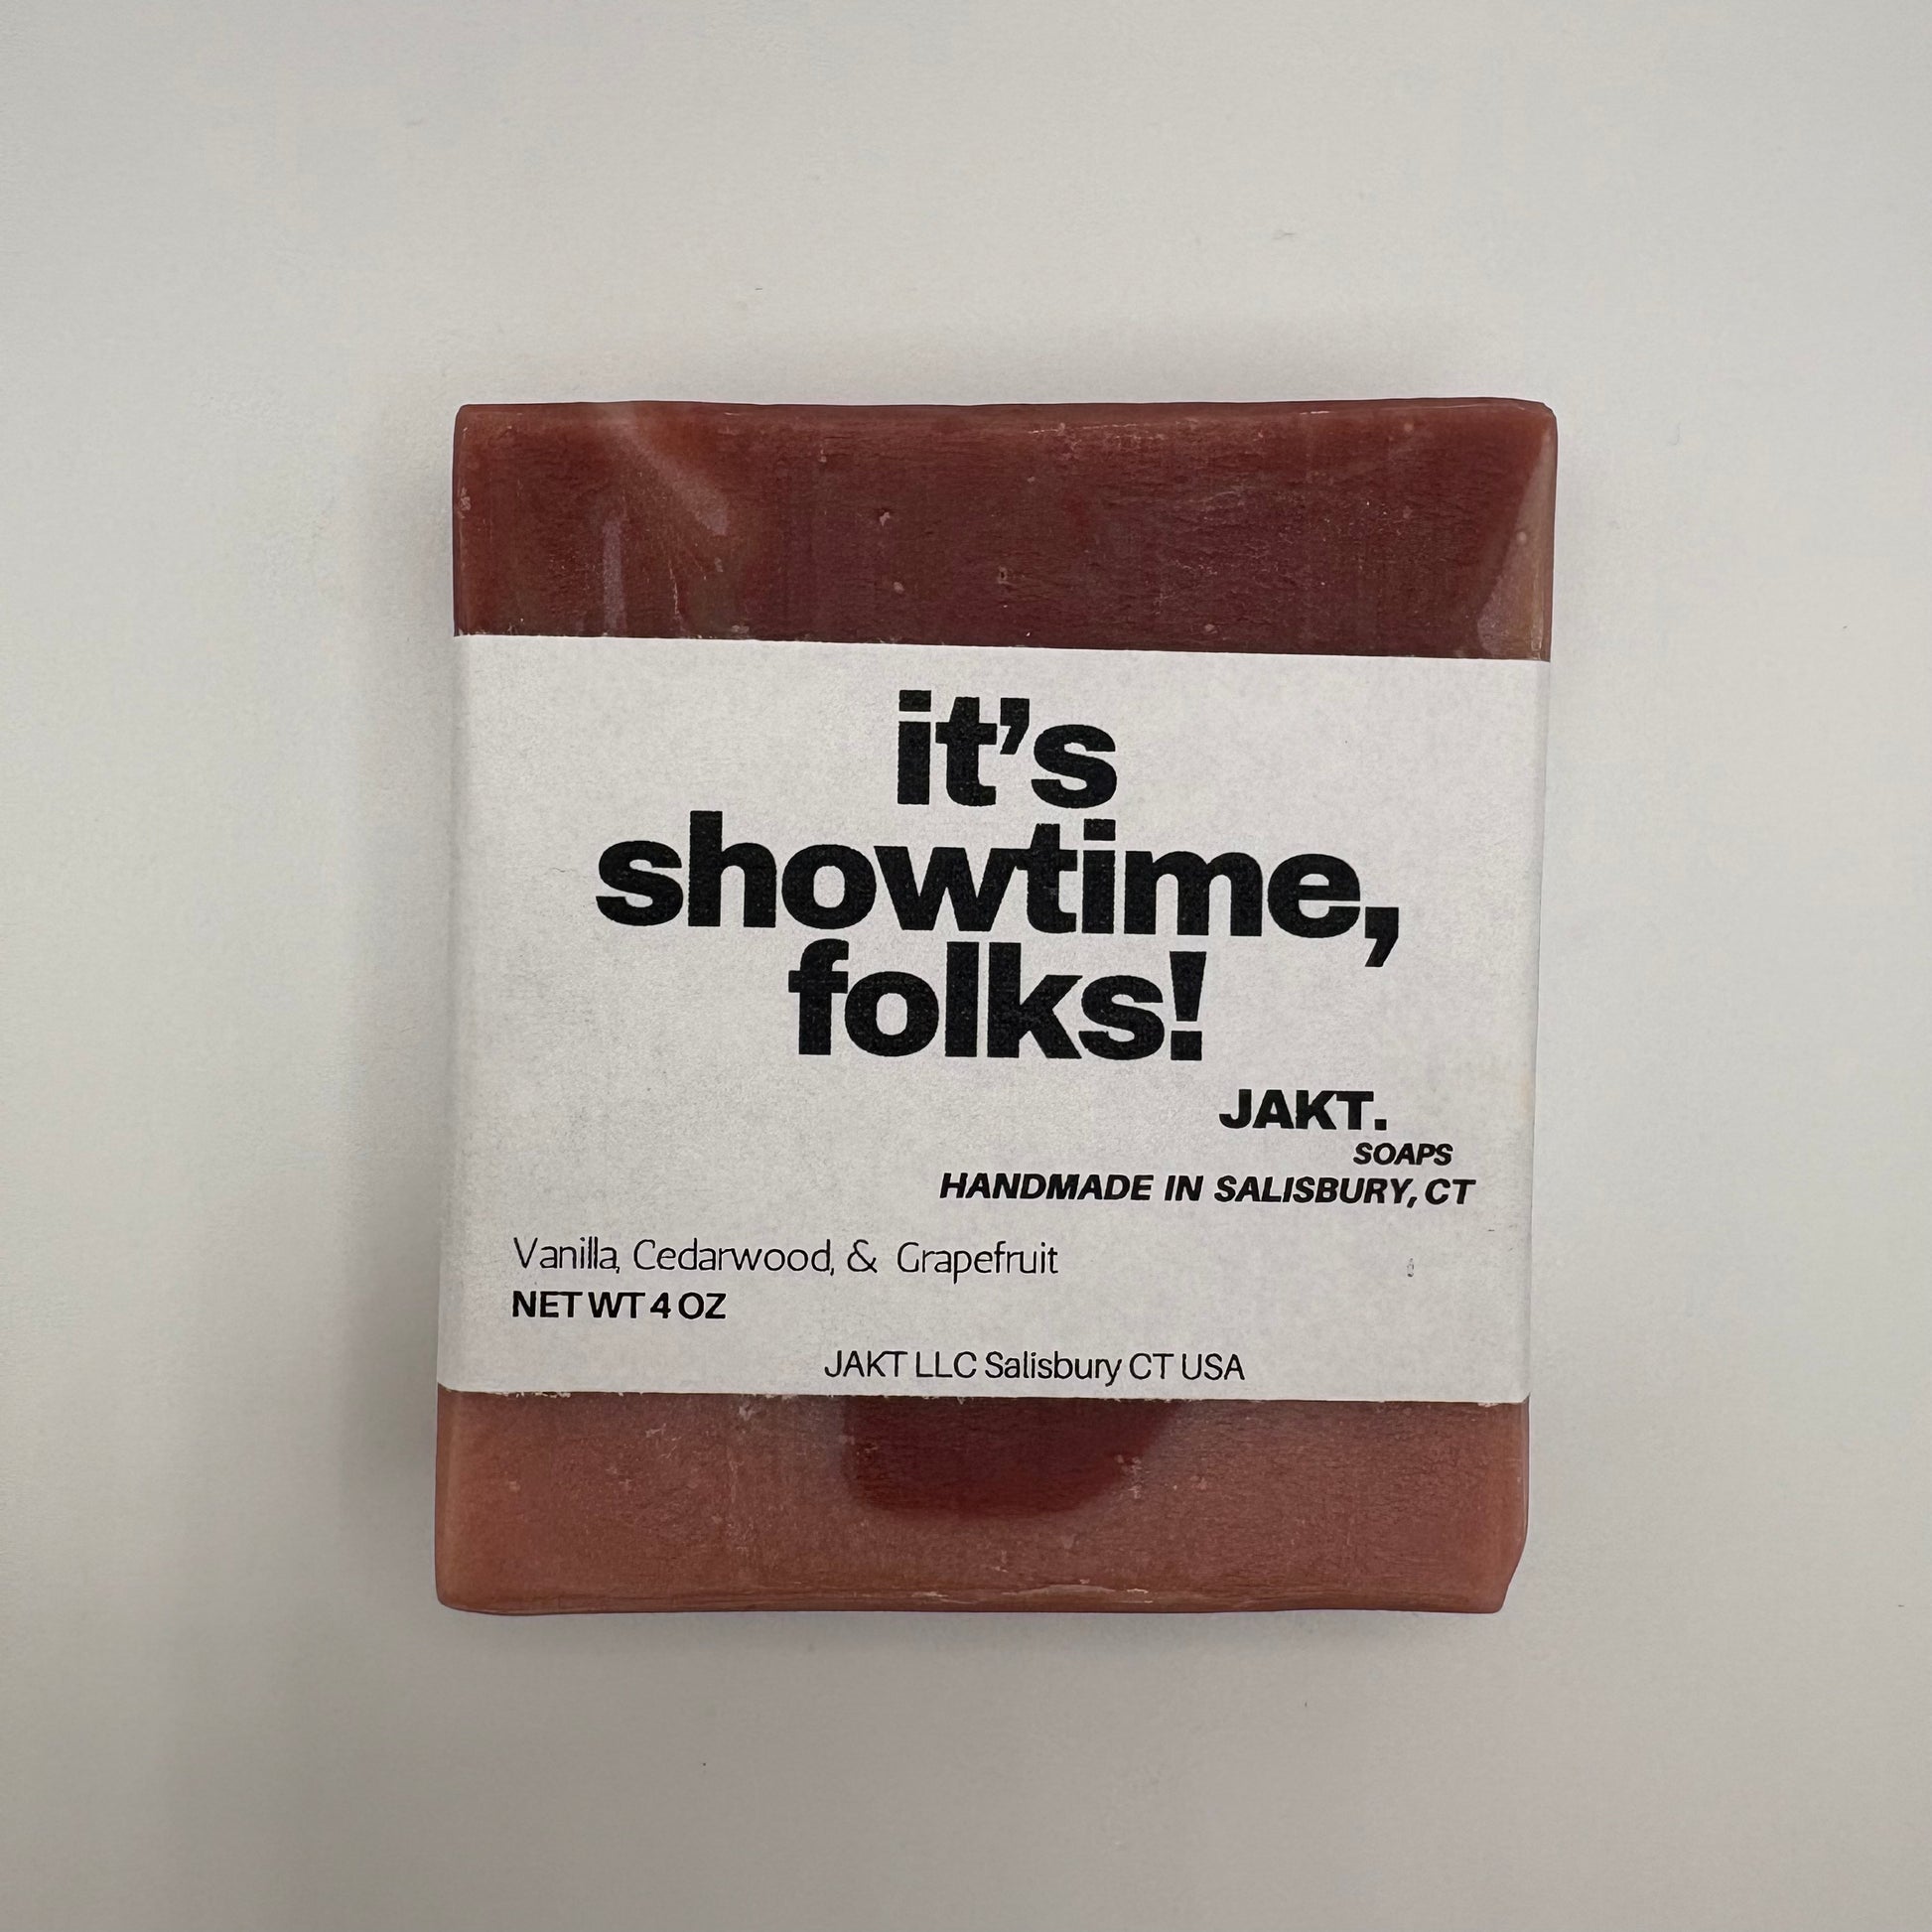 it’s
showtime,
folks!
JAKT.
SOAPS
HANDMADE IN SALISBURY, CT
Vanilla, Cedarwood, & Grapefruit
NET WT 4 OZ
JAKT LLC Salisbury CT USA